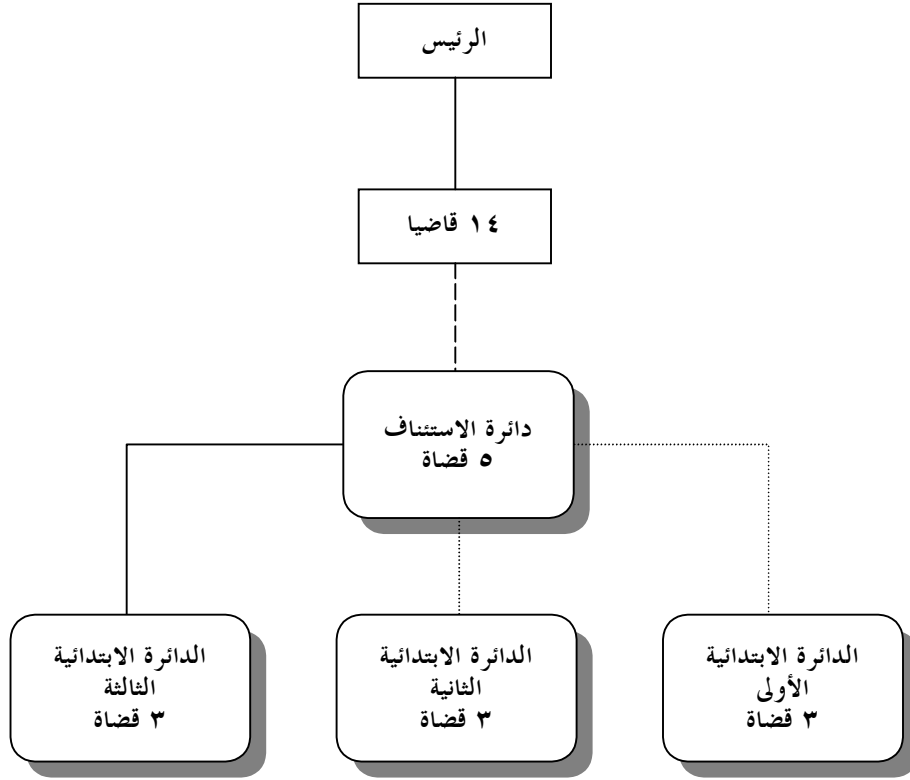 الرئيس
١٤ قاضيا
دائرة الاستئناف
٥ قضاة
الدائرة الابتدائية
الأولى
٣ قضاة
الدائرة الابتدائية
الثانية
٣ قضاة
الدائرة الابتدائية
الثالثة
٣ قضاة